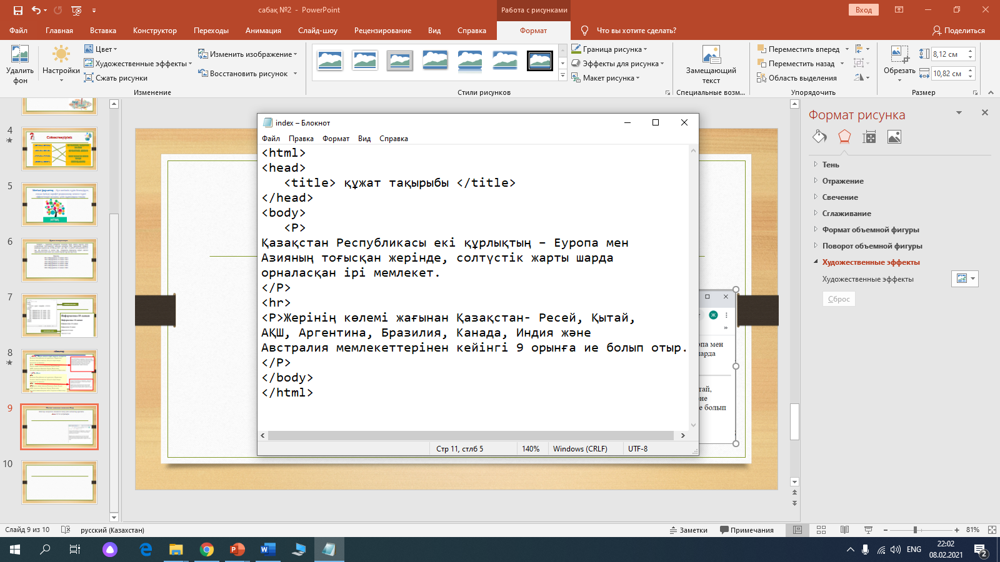 сабақ №2 - PowerPoint
Работа с рисунками
Вход
Файл
Главная
Вставка
Конструктор
Переходы
Анимация
Слайд-шоу
Рецензирование
Вид
Справка
Формат
Что вы хотите сделать?
Поделиться
Удалить фон
Настройки
Цвет
Художественные эффекты
Сжать рисунки
Изменить изображение
Восстановить рисунок
Изменение
Стили рисунков
Граница рисунка
Эффекты для рисунка
Макет рисунка
Замещающий текст
Специальные возм...
Переместить вперед
Переместить назад
Область выделения
Упорядочить
Обрезать
8,12 см
10,82 см
Размер
4
5
HTML
6
7
8
9
10
index – Блокнот
Файл Правка Формат Вид Справка
<html>
<head>
<title> құжат тақырыбы </title>
</head>
<body>
<P>
Қазақстан Республикасы екі құрлықтың – Еуропа мен
Азияның тоғысқан жерінде, солтүстік жарты шарда
орналасқан ірі мемлекет.
</P>
<hr>
<P>Жерінің көлемі жағынан Қазақстан- Ресей, Қытай,
АҚШ, Аргентина, Бразилия, Канада, Индия және
Австралия мемлекеттерінен кейінгі 9 орынға ие болып отыр.
</P>
</body>
</html>
Стр 11, стлб 5
140%
Windows (CRLF)
UTF-8
Ж
»
па мен
арда
тай,
не
е болып
Формат рисунка
Тень
Отражение
Свечение
Сглаживание
Формат объемной фигуры
Поворот объемной фигуры
Художественные эффекты
Художественные эффекты
Сброс
Слайд 9 из 10
русский (Казахстан)
Заметки
Примечания
81%
ENG
22:02
08.02.2021
2